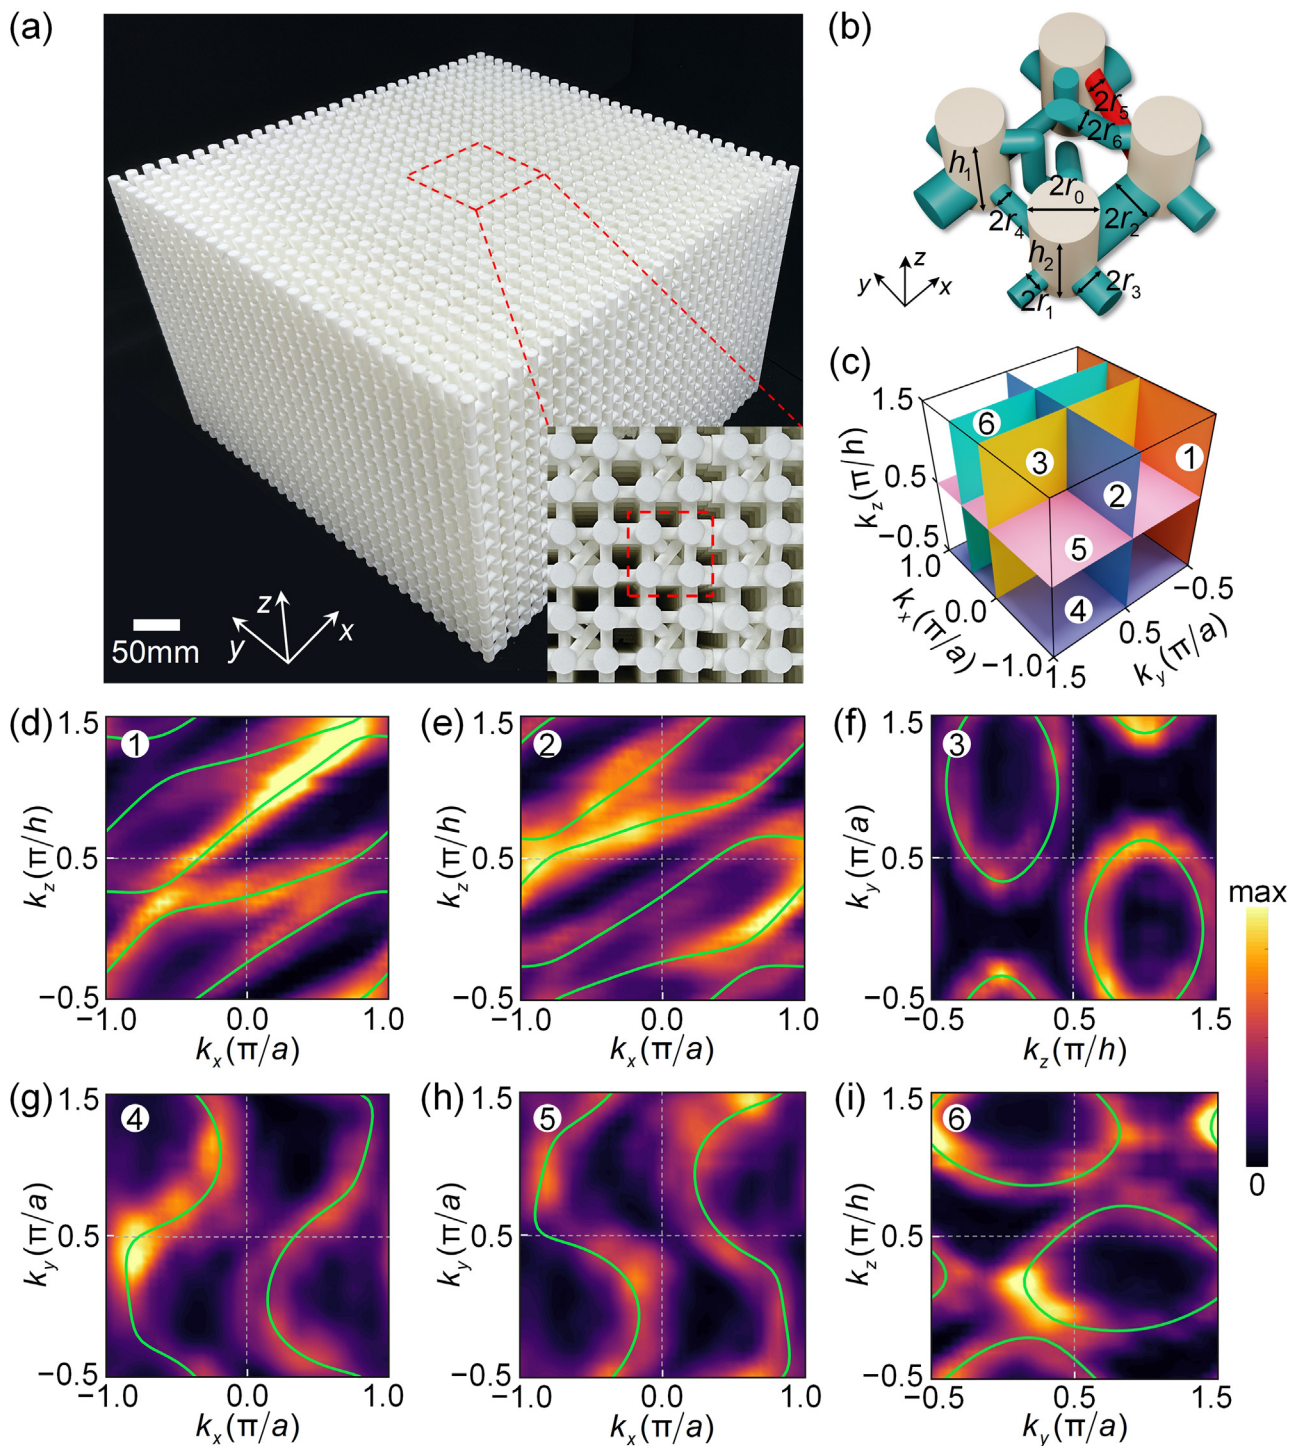 (a)
50mm
z
y
x
(b)
2r5
2r6
h1
2r0
2r4
2r2
h2
2r1
2r3
z
y
x
(c)
1.5
0.5
−0.5
kz(π/h)
1.0
0.0
−1.0
kx(π/a)
1.5
0.5
−0.5
ky(π/a)
6
3
1
2
5
4
(d)
1
1.5
0.5
−0.5
kz(π/h)
−1.0
0.0
1.0
kx(π/a)
(e)
2
1.5
0.5
−0.5
kz(π/h)
−1.0
0.0
1.0
kx(π/a)
(f)
3
1.5
0.5
−0.5
ky(π/a)
−0.5
0.5
1.5
kz(π/h)
max
0
(g)
4
1.5
0.5
−0.5
ky(π/a)
−1.0
0.0
1.0
kx(π/a)
(h)
5
1.5
0.5
−0.5
ky(π/a)
−1.0
0.0
1.0
kx(π/a)
(i)
6
1.5
0.5
−0.5
kz(π/h)
−0.5
0.5
1.5
ky(π/a)